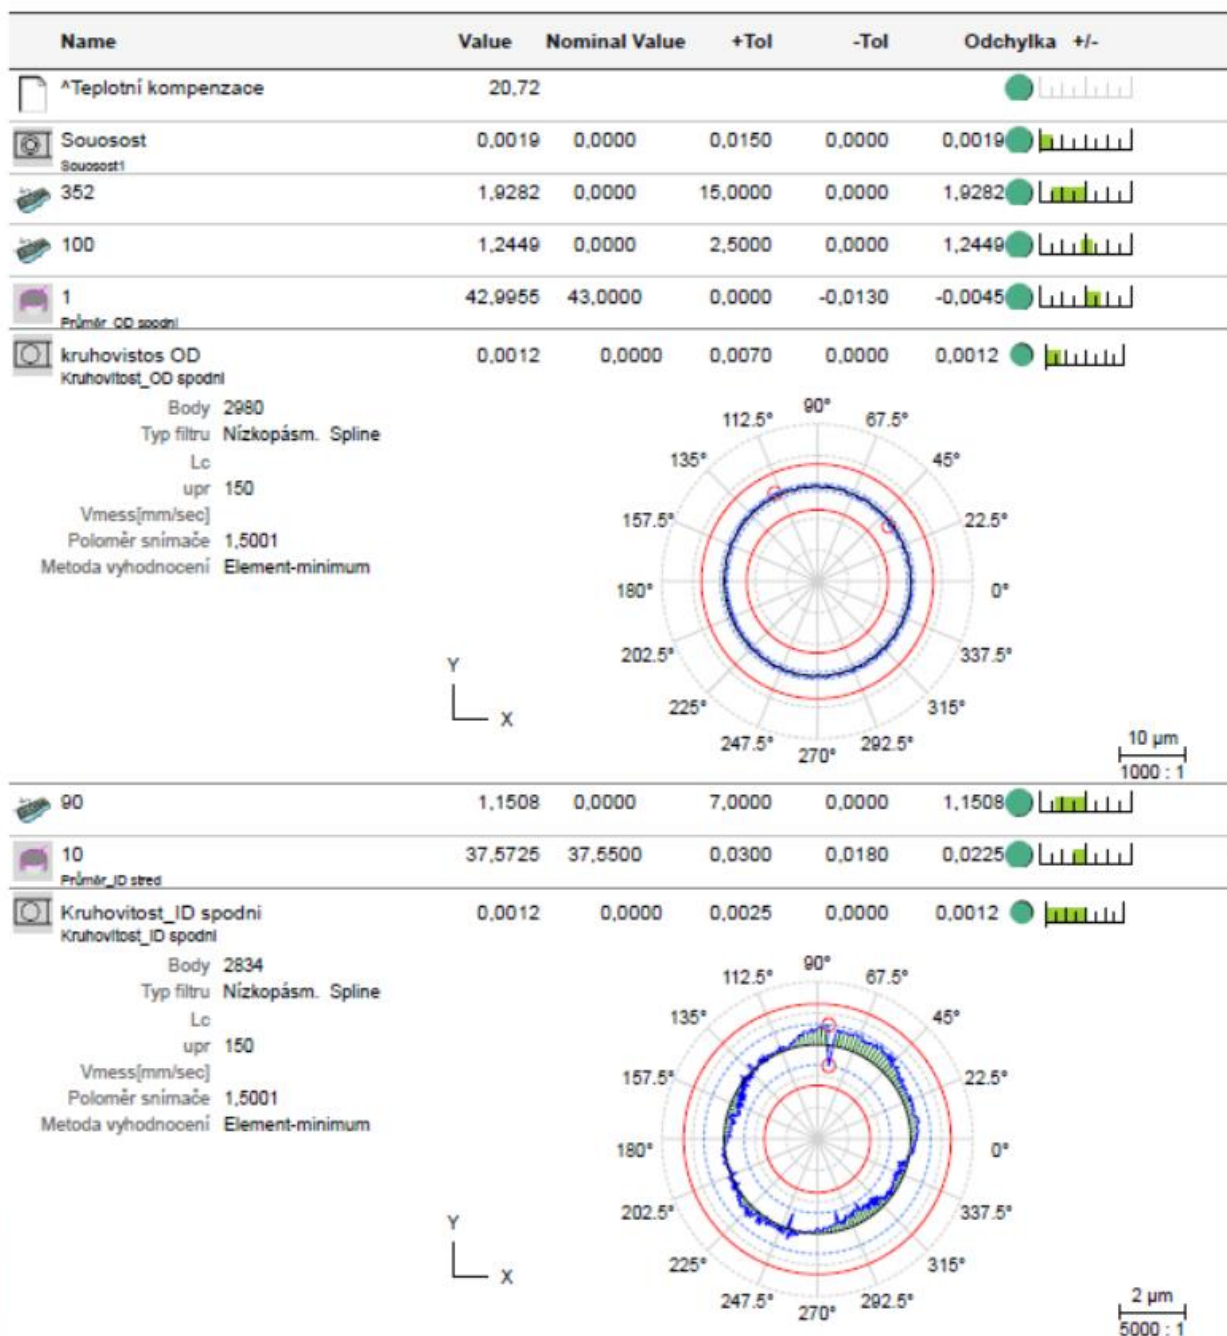 Name Value Nominal Value +Tol -Tol Odchylka +/-
^Teplotní kompenzace 20,72
Souosost 0,0019 0,0000 0,0150 0,0000 0,0019
Souosost1
352 1,9282 0,0000 15,0000 0,0000 1,9282
100 1,2449 0,0000 2,5000 0,0000 1,2449
1 42,9955 43,0000 0,0000 -0,0130 -0,0045
Průměr_OD spodní
kruhovistos OD 0,0012 0,0000 0,0070 0,0000 0,0012
Kruhovitost_OD spodni
Body 2980
Typ filtru Nízkopásm. Spline
Lc
upr 150
Vmess[mm/sec]
Poloměr snímače 1,5001
Metoda vyhodnocení Element-minimum
90°
112.5° 67.5°
135° 45°
157.5° 22.5°
180° 0°
202.5° 337.5°
225° 315°
247.5° 270° 292.5°
Y
X
10 µm
1000 : 1
90 1,1508 0,0000 7,0000 0,0000 1,1508
10 37,5725 37,5500 0,0300 0,0180 0,0225
Průměr_ID stred
Kruhovitost_ID spodni 0,0012 0,0000 0,0025 0,0000 0,0012
Kruhovitost_ID spodni
Body 2834
Typ filtru Nízkopásm. Spline
Lc
upr 150
Vmess[mm/sec]
Poloměr snímače 1,5001
Metoda vyhodnocení Element-minimum
90°
112.5° 67.5°
135° 45°
157.5° 22.5°
180° 0°
202.5° 337.5°
225° 315°
247.5° 270° 292.5°
Y
X
2 µm
5000 : 1